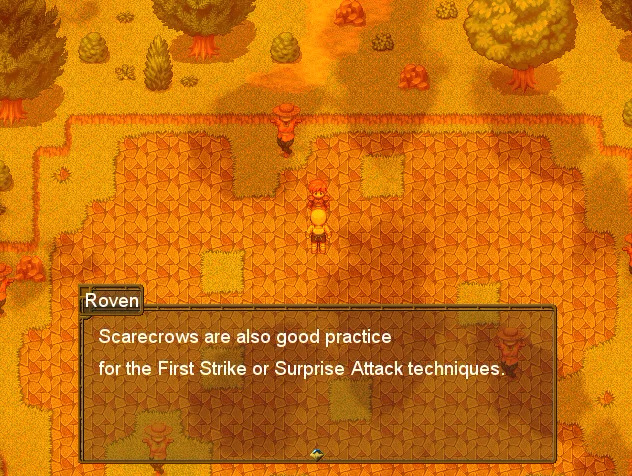 Roven
Scarecrows are also good practice
for the First Strike or Surprise Attack techniques.